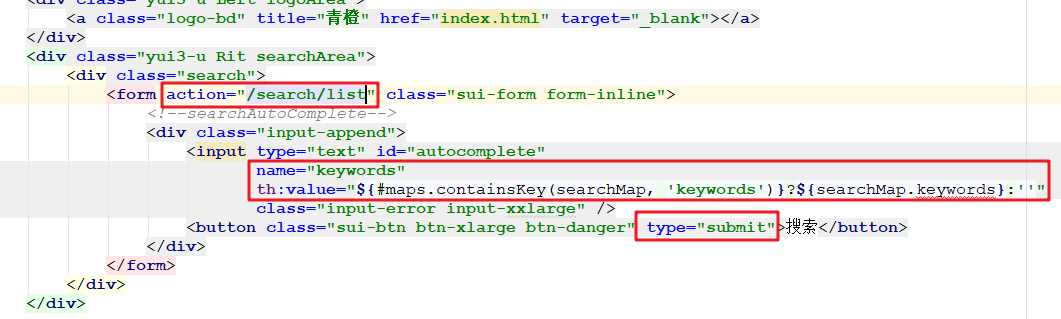 <div class="yui3-u Left logoArea">
<a class="logo-bd" title="青橙" href="index.html" target="_blank"></a>
</div>
<div class="yui3-u Rit searchArea">
<div class="search">
<form action="/search/list" class="sui-form form-inline">
<!--searchAutoComplete-->
<div class="input-append">
<input type="text" id="autocomplete"
name="keywords"
th:value="${#maps.containsKey(searchMap, 'keywords')}?${searchMap.keywords}:''"
class="input-error input-xxlarge" />
<button class="sui-btn btn-xlarge btn-danger" type="submit">搜索</button>
</div>
</form>
</div>
</div>